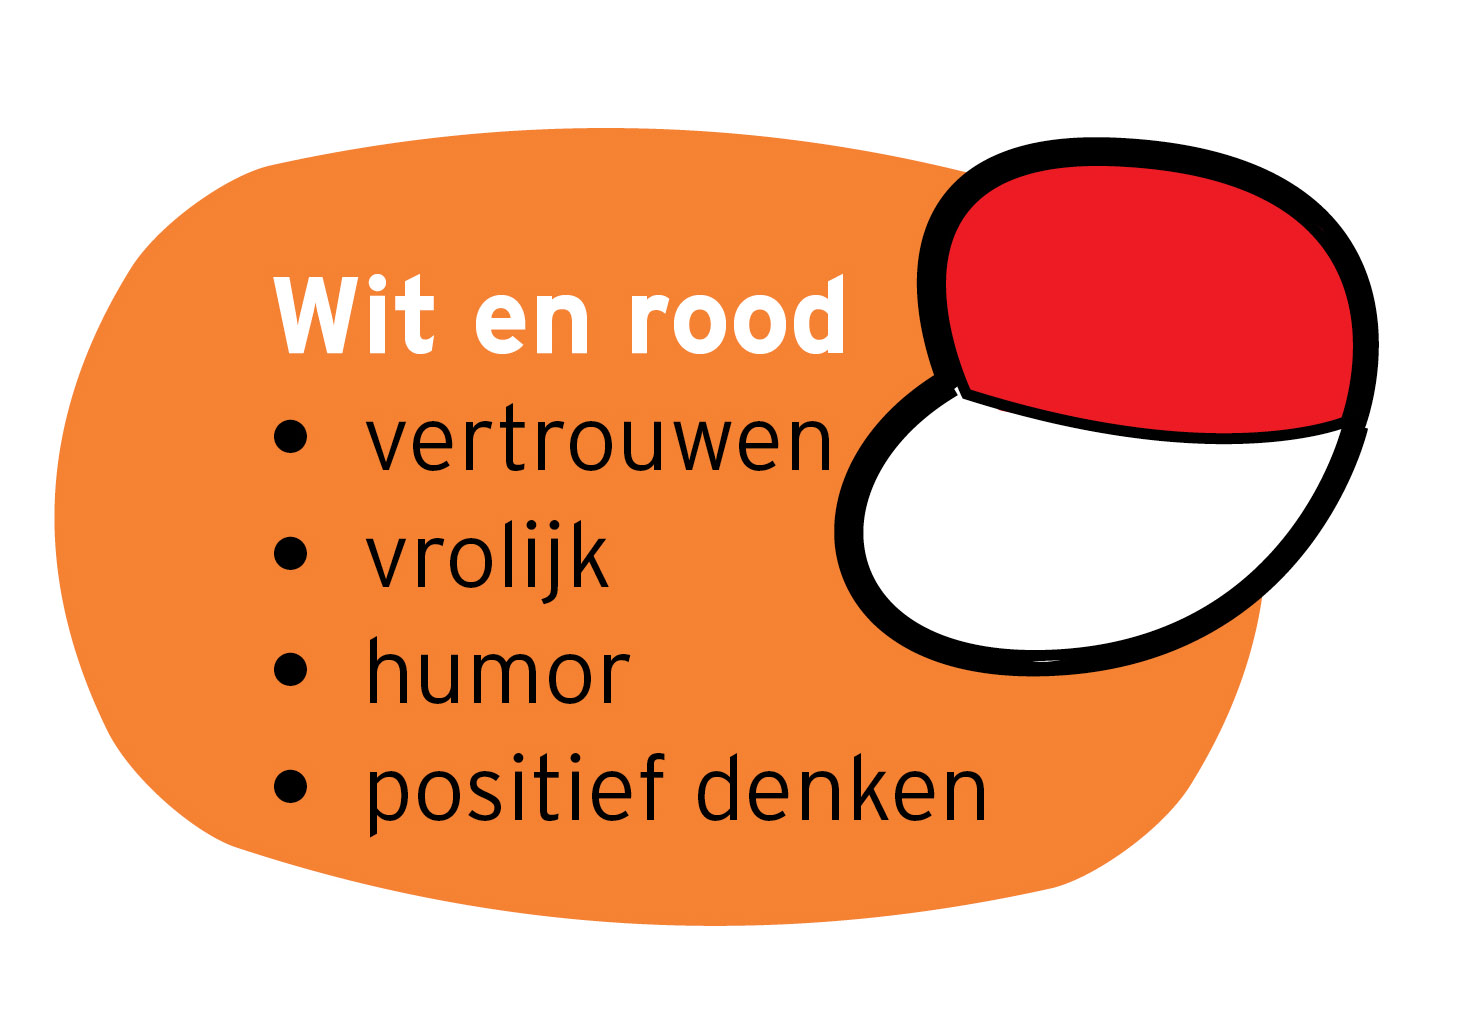 Wit en rood
• vertrouwen
• vrolijk
• humor
• positief denken